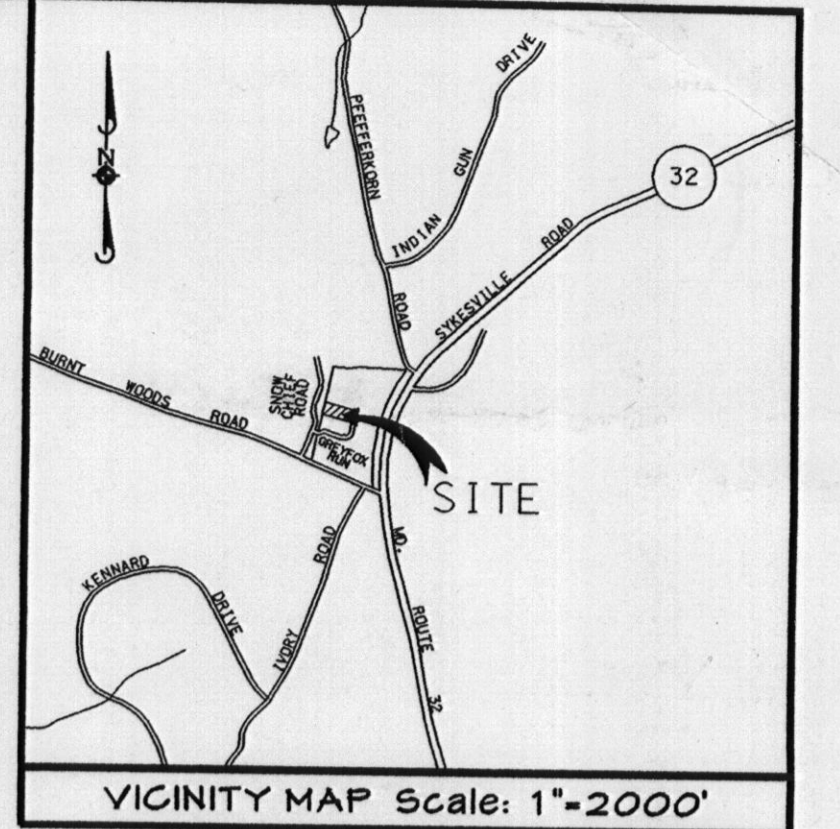 N
PFEFFERKORN
ROAD
INDIAN GUN DRIVE
32
SYKESVILLE ROAD
BURNT WOODS ROAD
SNOW
CHIEF
ROAD
GREYFOX
RUN
SITE
MD. ROUTE 32
IVORY ROAD
KENNARD DRIVE
VICINITY MAP Scale: 1"=2000'